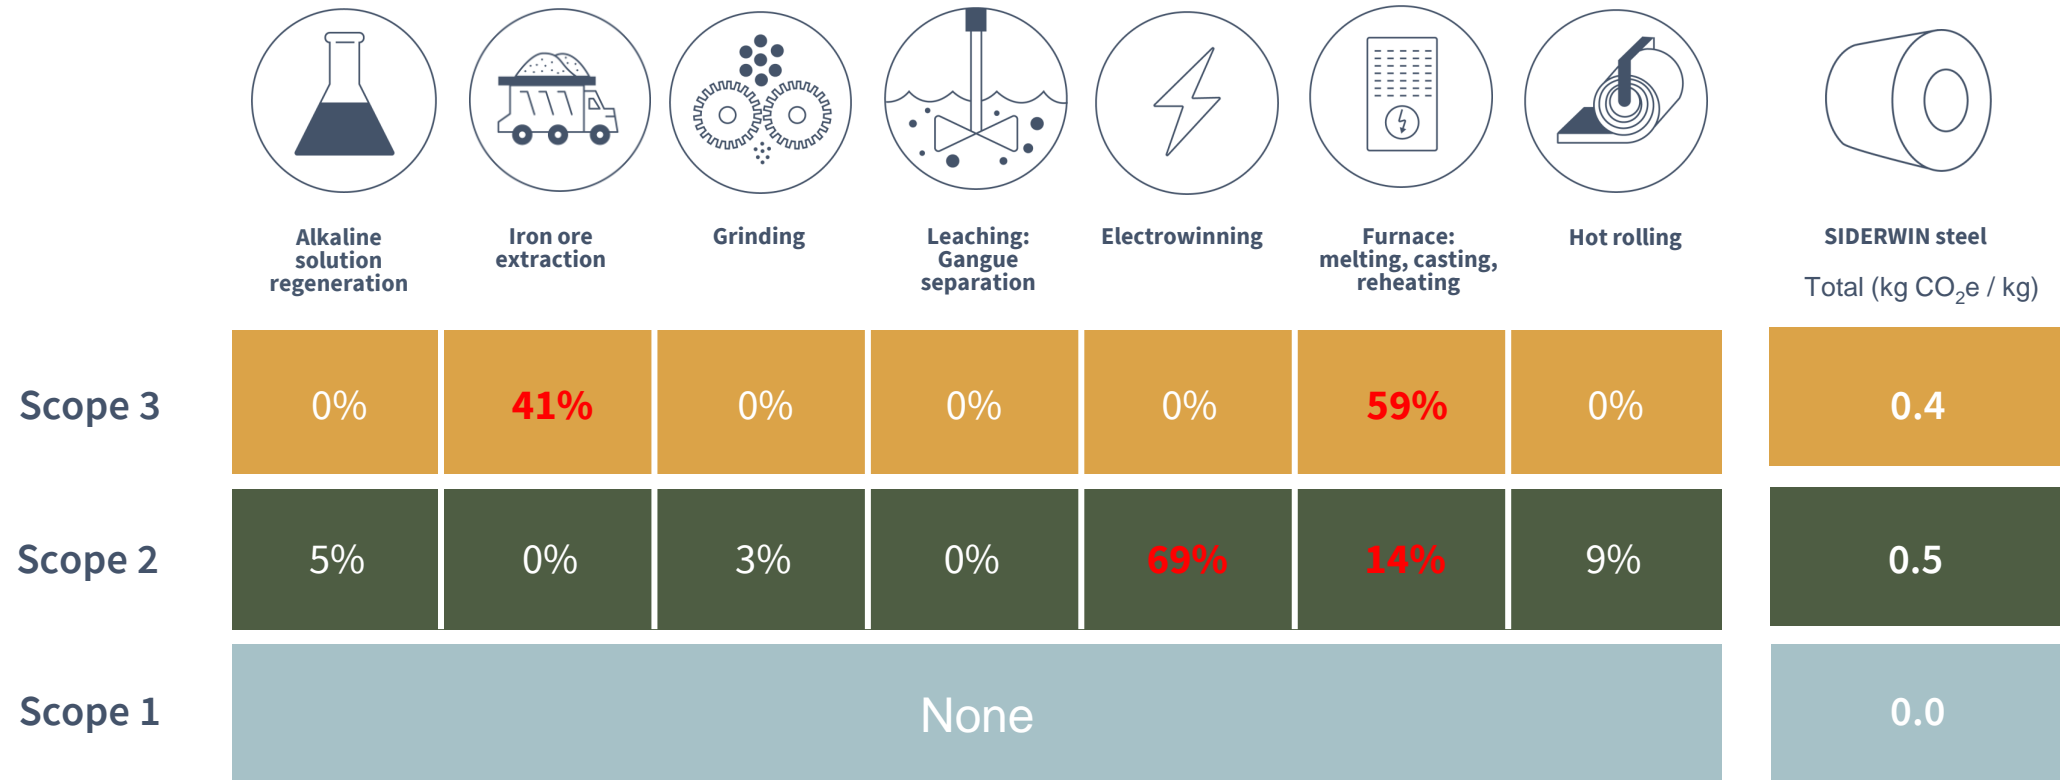 Alkaline
solution
regeneration
Iron ore
extraction
Grinding
Leaching:
Gangue
separation
Electrowinning
Furnace:
melting, casting,
reheating
Hot rolling
SIDERWIN steel
Total (kg CO₂e / kg)
Scope 3
0%
41%
0%
0%
0%
59%
0%
0.4
Scope 2
5%
0%
3%
0%
69%
14%
9%
0.5
Scope 1
None
0.0